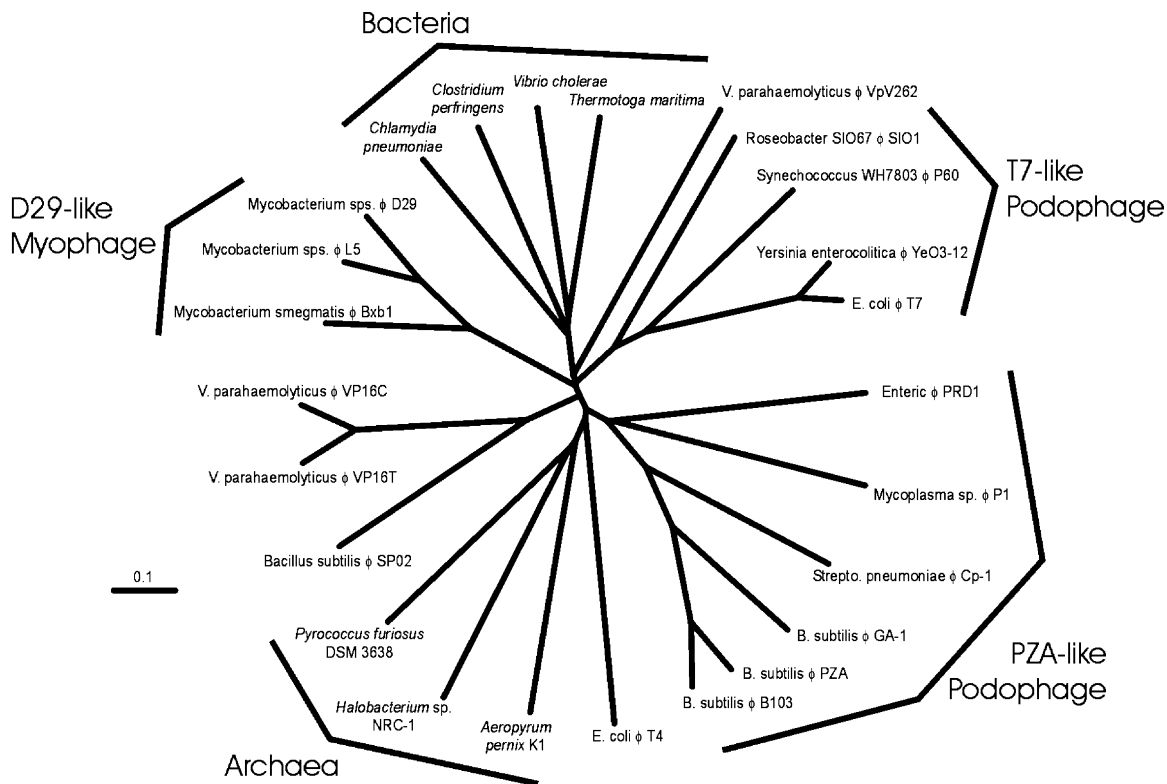 Bacteria
Vibrio cholerae
Clostridium
perfringens
Thermotoga maritima
Chlamydia
pneumoniae
V. parahaemolyticus ϕ VpV262
Roseobacter SIO67 ϕ SIO1
Synechococcus WH7803 ϕ P60
T7-like
Podophage
Yersinia enterocolitica ϕ YeO3-12
E. coli ϕ T7
D29-like
Myophage
Mycobacterium sps. ϕ D29
Mycobacterium sps. ϕ L5
Mycobacterium smegmatis ϕ Bxb1
V. parahaemolyticus ϕ VP16C
V. parahaemolyticus ϕ VP16T
Bacillus subtilis ϕ SP02
Enteric ϕ PRD1
Mycoplasma sp. ϕ P1
Strepto. pneumoniae ϕ Cp-1
B. subtilis ϕ GA-1
B. subtilis ϕ PZA
B. subtilis ϕ B103
PZA-like
Podophage
0.1
Pyrococcus furiosus
DSM 3638
Halobacterium sp.
NRC-1
Aeropyrum
pernix K1
E. coli ϕ T4
Archaea